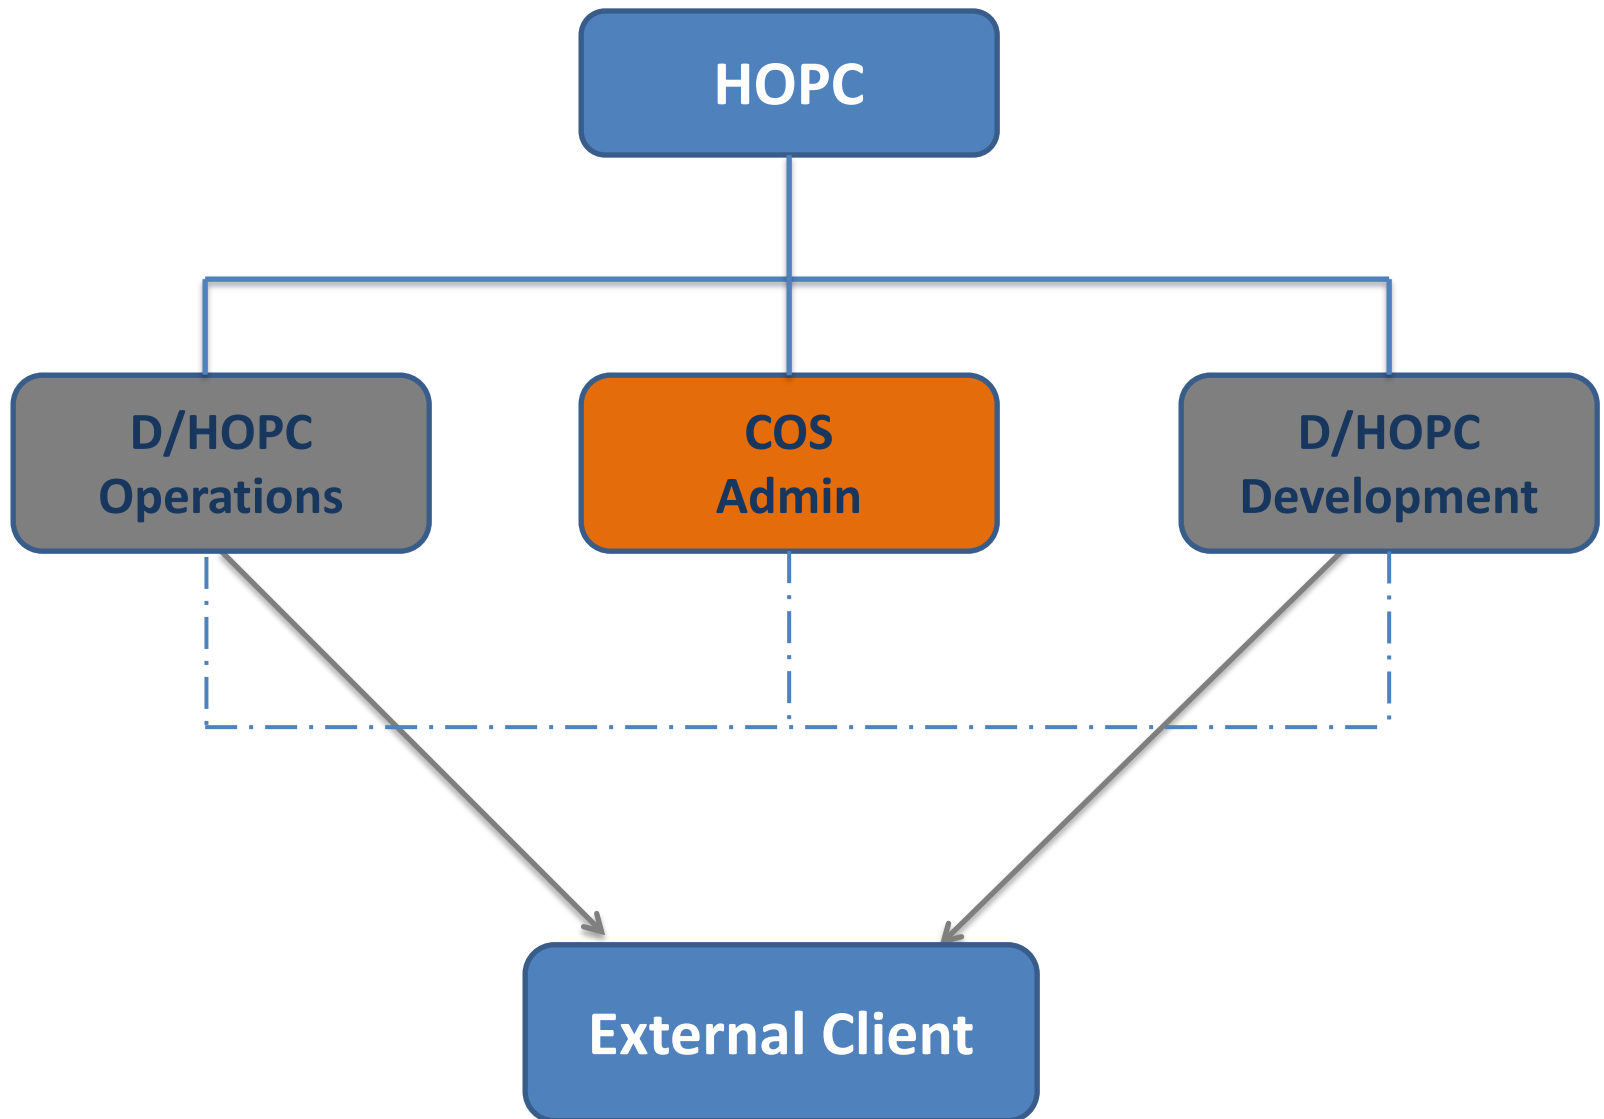 HOPC
D/HOPC
Operations
COS
Admin
D/HOPC
Development
External Client